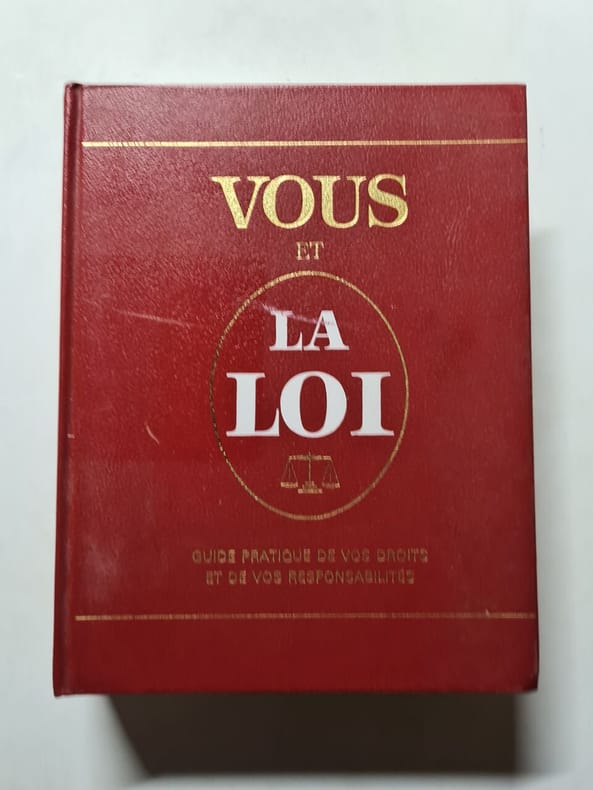 VOUS
ET
LA
LOI
GUIDE PRATIQUE DE VOS DROITS
ET DE VOS RESPONSABILITÉS